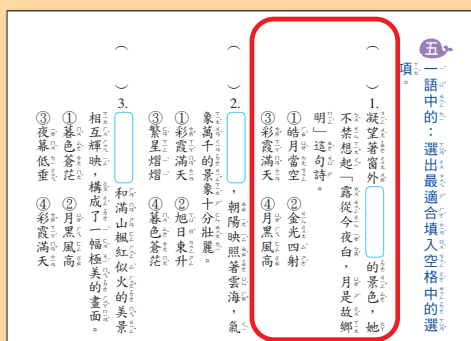 五 一語中的：選出最適合填入空格中的選
項。
（　）1.凝望著窗外　　　的景色，她
不禁想起「露從今夜白，月是故鄉
明」這句詩。
①皓月當空　②金光四射
③彩霞滿天　④月黑風高
（　）2.　　　，朝陽映照著雲海，氣
象萬千的景象十分壯麗。
①彩霞滿天　②旭日東升
③繁星熠熠　④暮色蒼茫
（　）3.　　　和滿山楓紅似火的美景
相互輝映，構成了一幅極美的畫面。
①暮色蒼茫　②月黑風高
③夜幕低垂　④彩霞滿天